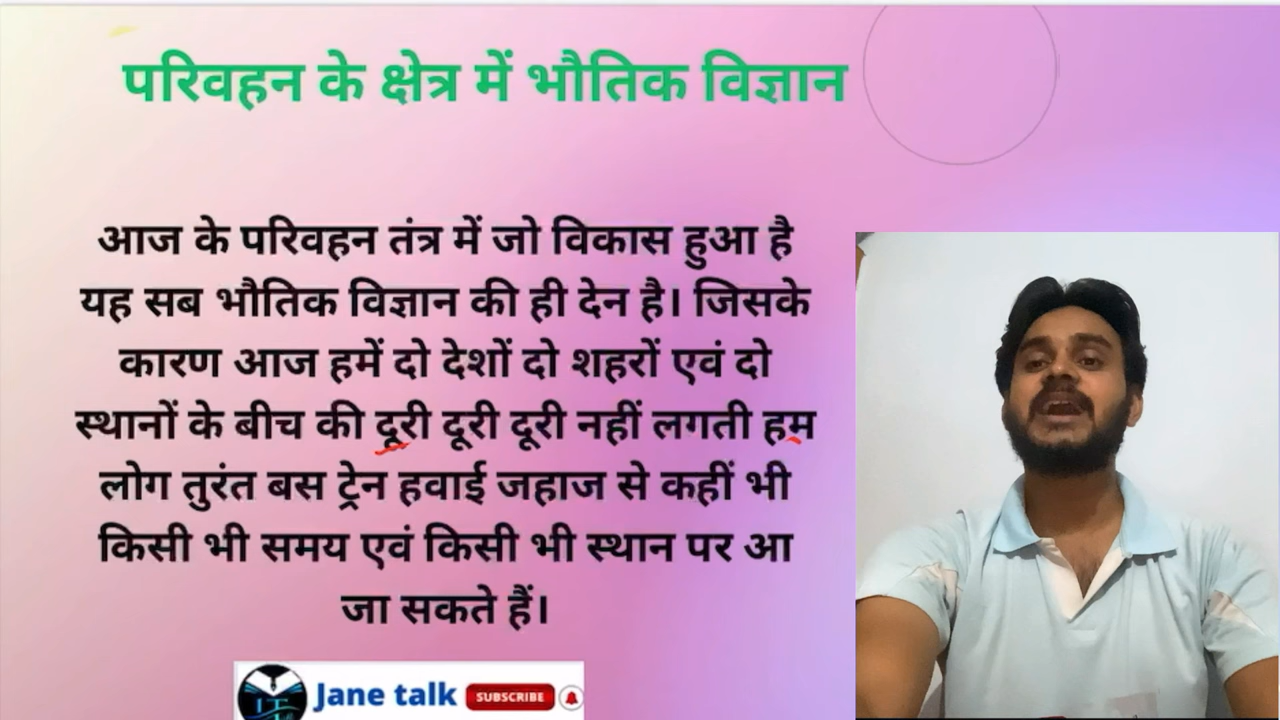 परिवहन के क्षेत्र में भौतिक विज्ञान
आज के परिवहन तंत्र में जो विकास हुआ है
यह सब भौतिक विज्ञान की ही देन है। जिसके
कारण आज हमें दो देशों दो शहरों एवं दो
स्थानों के बीच की दूरी दूरी दूरी नहीं लगती हम
लोग तुरंत बस ट्रेन हवाई जहाज से कहीं भी
किसी भी समय एवं किसी भी स्थान पर आ
जा सकते हैं।
Jane talk SUBSCRIBE